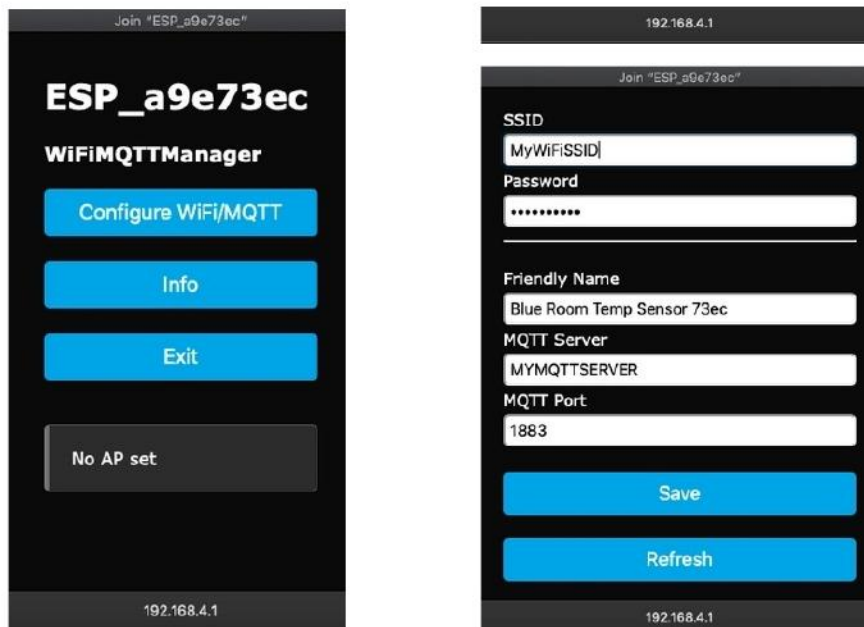 Join "ESP_a9e73ec"
ESP_a9e73ec
WiFiMQTTManager
Configure WiFi/MQTT
Info
Exit
No AP set
192.168.4.1
192.168.4.1
Join "ESP_a9e73ec"
SSID
MyWiFiSSID
Password
••••••••••
Friendly Name
Blue Room Temp Sensor 73ec
MQTT Server
MYMQTTSERVER
MQTT Port
1883
Save
Refresh
192.168.4.1